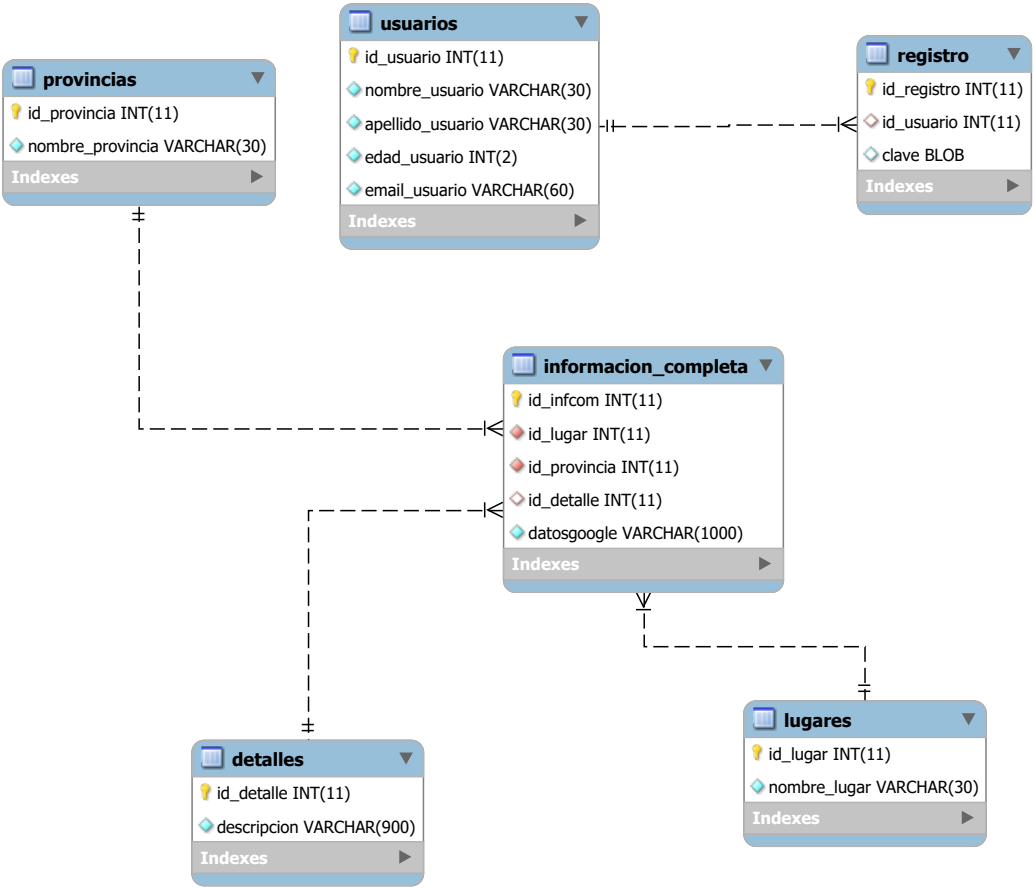 usuarios
id_usuario INT(11)
nombre_usuario VARCHAR(30)
apellido_usuario VARCHAR(30)
edad_usuario INT(2)
email_usuario VARCHAR(60)
Indexes
registro
id_registro INT(11)
id_usuario INT(11)
clave BLOB
Indexes
provincias
id_provincia INT(11)
nombre_provincia VARCHAR(30)
Indexes
informacion_completa
id_infcom INT(11)
id_lugar INT(11)
id_provincia INT(11)
id_detalle INT(11)
datosgoogle VARCHAR(1000)
Indexes
lugares
id_lugar INT(11)
nombre_lugar VARCHAR(30)
Indexes
detalles
id_detalle INT(11)
descripcion VARCHAR(900)
Indexes